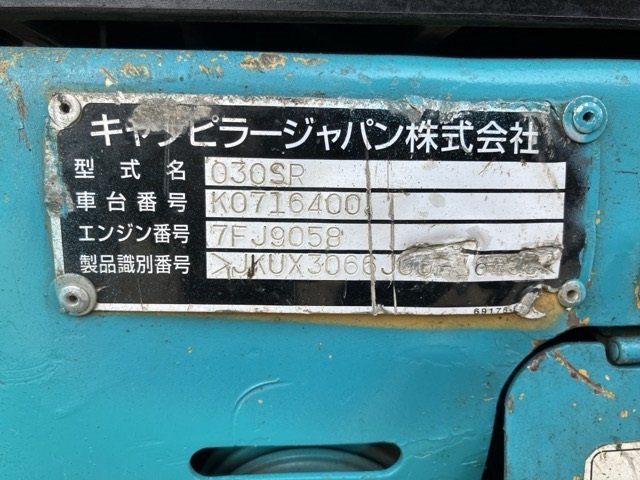 キャタピラージャパン株式会社
型式名 030SR
車台番号 K0716400
エンジン番号 7FJ9058
製品識別番号 >JKUX3066J